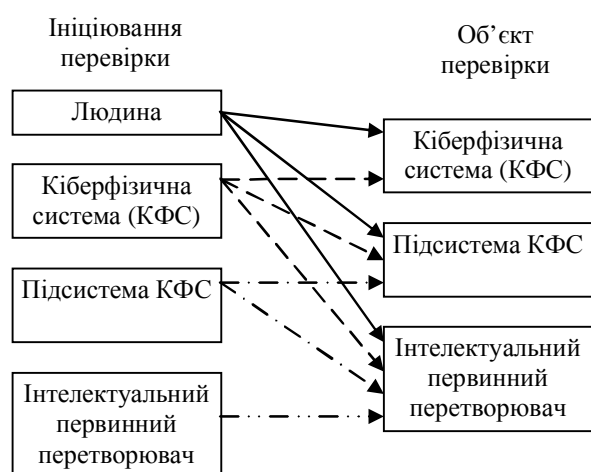 Ініціювання
перевірки
Людина
Кіберфізична
система (КФС)
Підсистема КФС
Інтелектуальний
первинний
перетворювач
Об’єкт
перевірки
Кіберфізична
система (КФС)
Підсистема КФС
Інтелектуальний
первинний
перетворювач